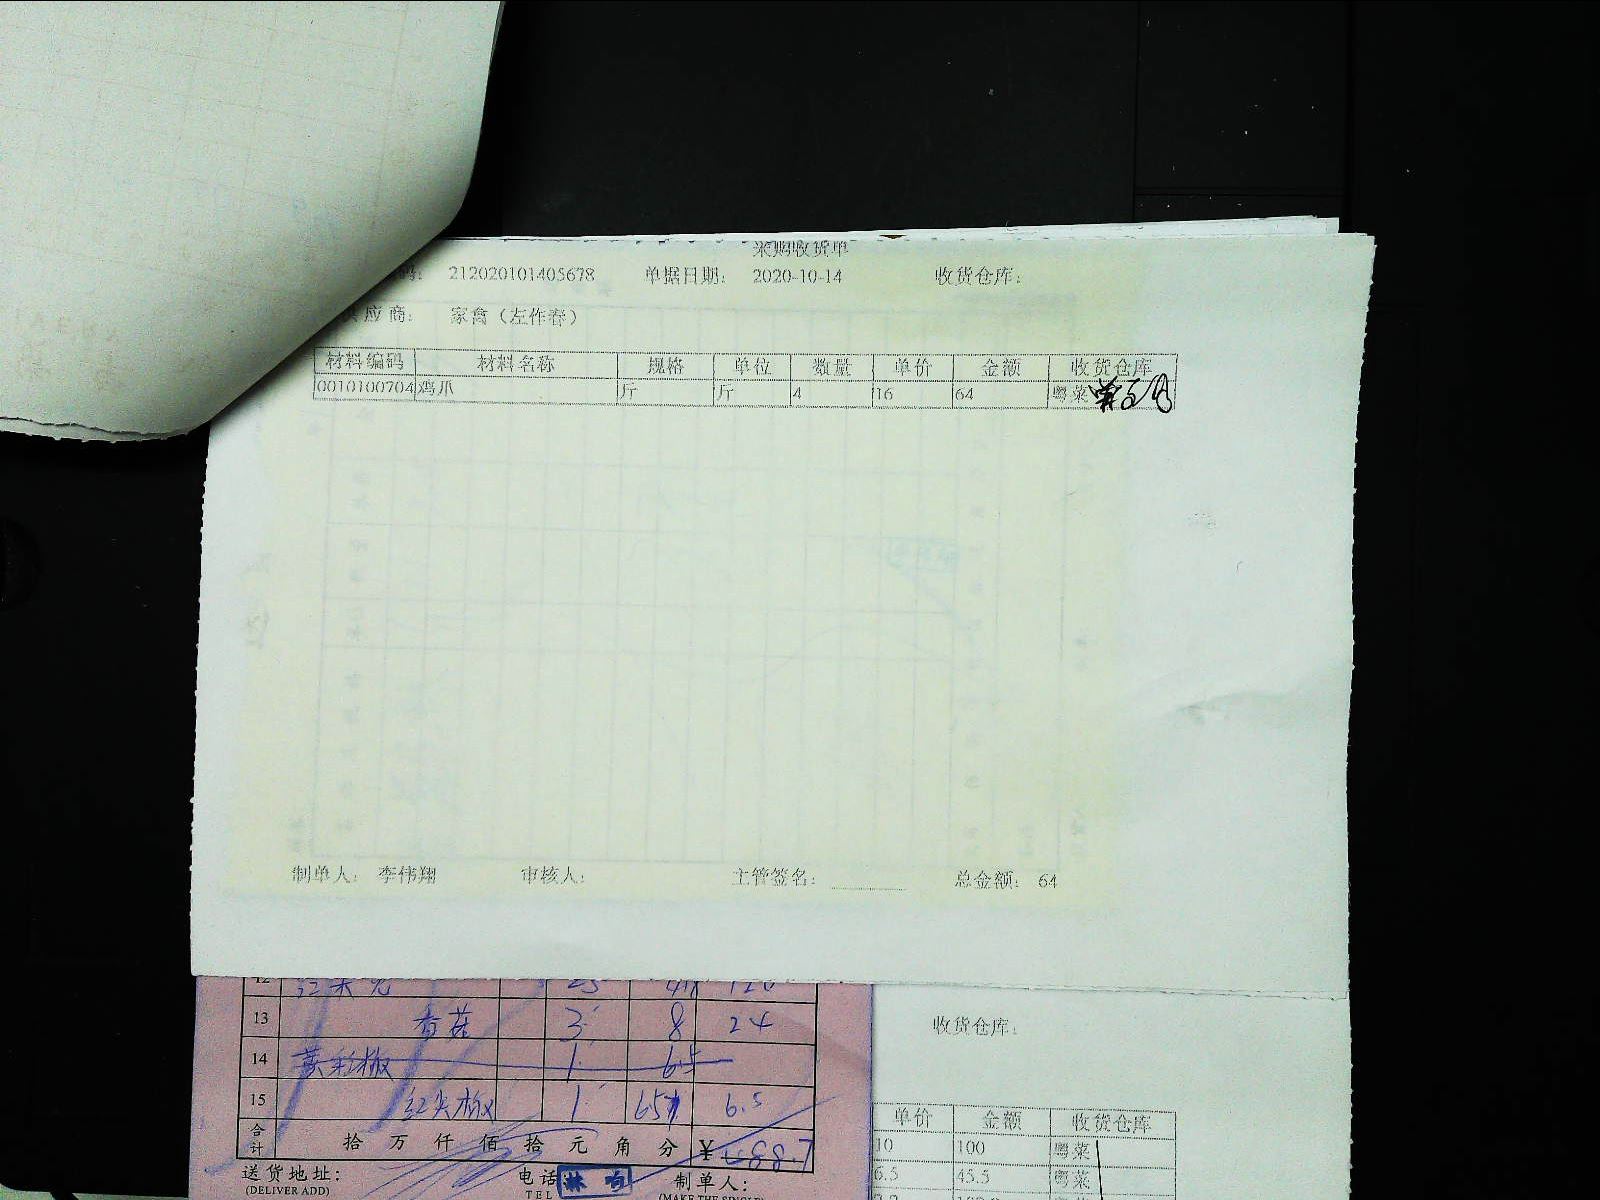 采购收货单
码： 212020101405678 单据日期： 2020-10-14 收货仓库：
应商： 家禽（左作春）
材料编码 材料名称 规格 单位 数量 单价 金额 收货仓库
0010100704 鸡爪 斤 斤 4 16 64 粤菜
制单人： 李伟翔 审核人： 主管签名： 总金额： 64
13 香菇 3 8 24
14 黄彩椒 1 6.5
15 红尖椒 1 6.5 6.5
合计 拾 万 仟 佰 拾 元 角 分 ¥
送货地址： 电话 制单人：
(DELIVER ADD) TEL (MAKE THE SINGLE)
收货仓库：
单价 金额 收货仓库
10 100 粤菜
6.5 45.5 粤菜